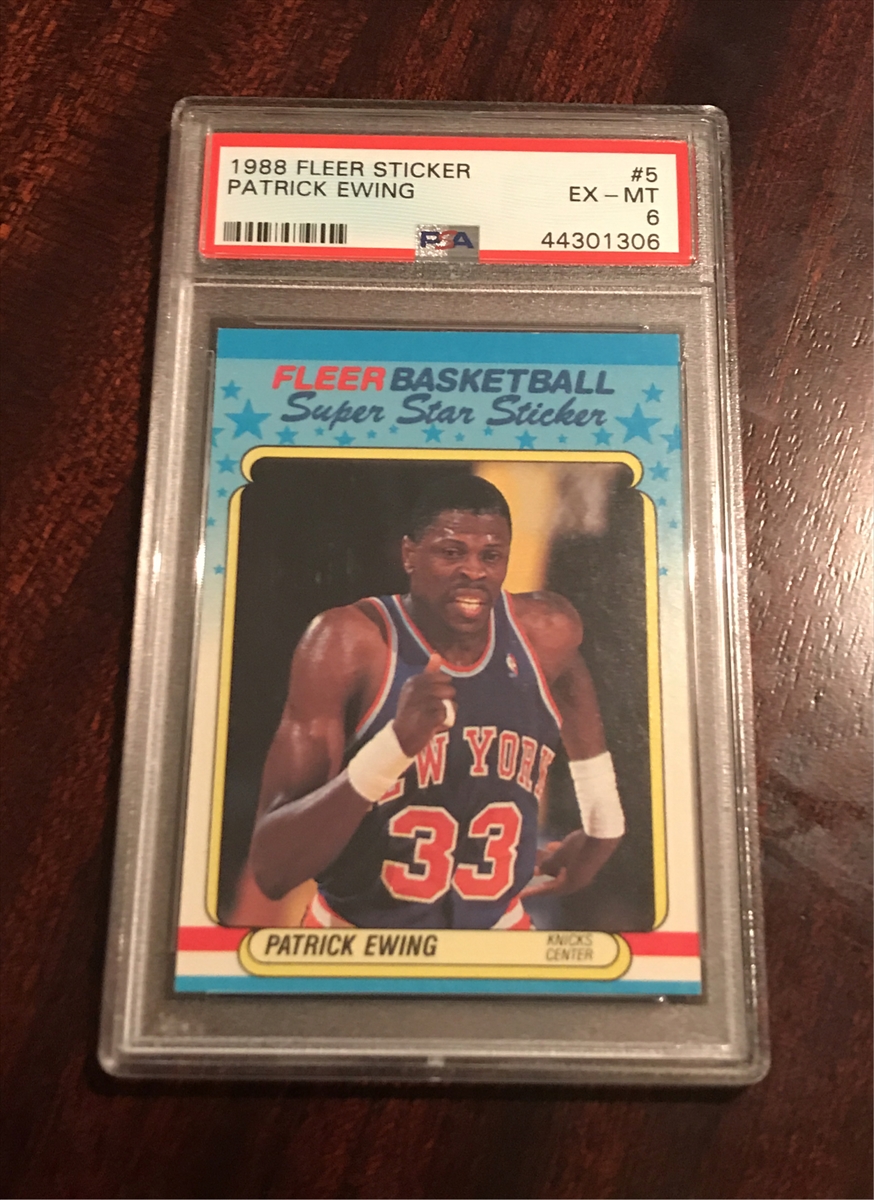 1988 FLEER STICKER #5
PATRICK EWING EX – MT
6
PSA 44301306
FLEER BASKETBALL
Super Star Sticker
NEW YORK
33
PATRICK EWING KNICKS
CENTER